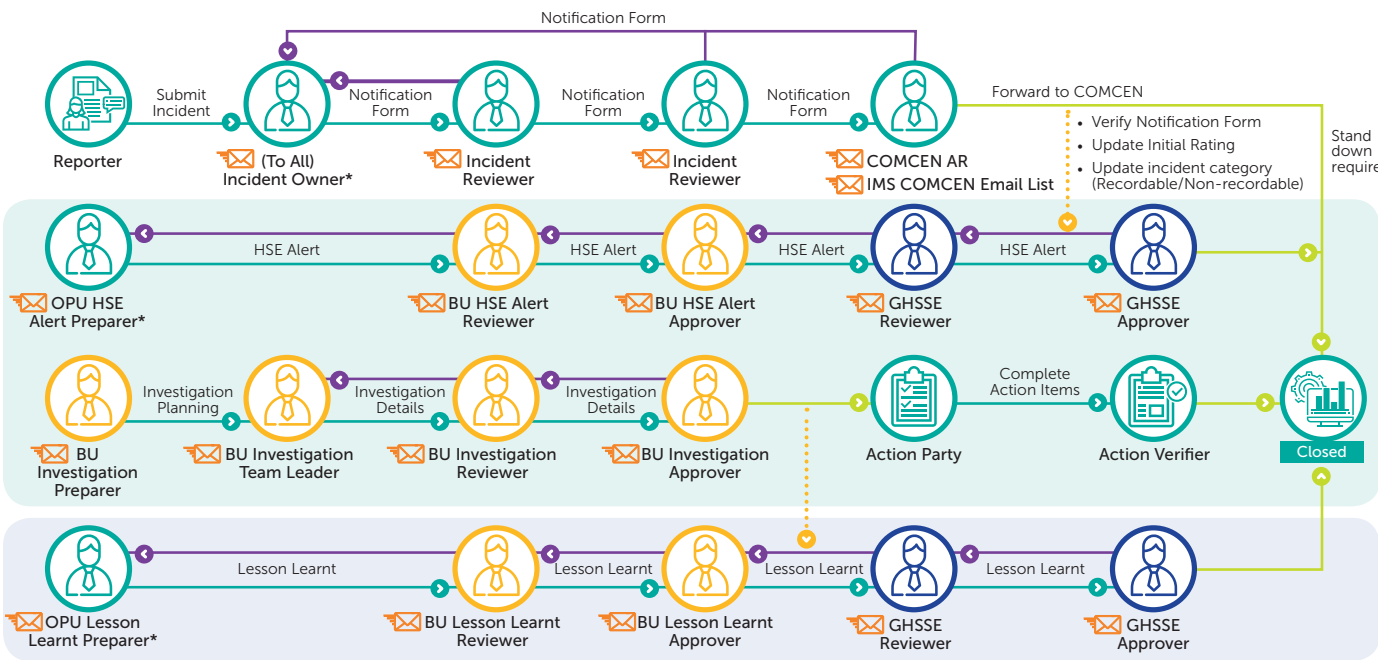 Notification Form
Submit
Incident
Notification
Form
Notification
Form
Notification
Form
Forward to COMCEN
• Verify Notification Form
• Update Initial Rating
• Update incident category
(Recordable/Non-recordable)
Stand
down
require
Reporter
(To All)
Incident Owner*
Incident
Reviewer
Incident
Reviewer
COMCEN AR
IMS COMCEN Email List
HSE Alert
HSE Alert
HSE Alert
HSE Alert
OPU HSE
Alert Preparer*
BU HSE Alert
Reviewer
BU HSE Alert
Approver
GHSSE
Reviewer
GHSSE
Approver
Investigation
Planning
Investigation
Details
Investigation
Details
Complete
Action Items
BU
Investigation
Preparer
BU Investigation
Team Leader
BU Investigation
Reviewer
BU Investigation
Approver
Action Party
Action Verifier
Closed
Lesson Learnt
Lesson Learnt
Lesson Learnt
Lesson Learnt
OPU Lesson
Learnt Preparer*
BU Lesson Learnt
Reviewer
BU Lesson Learnt
Approver
GHSSE
Reviewer
GHSSE
Approver